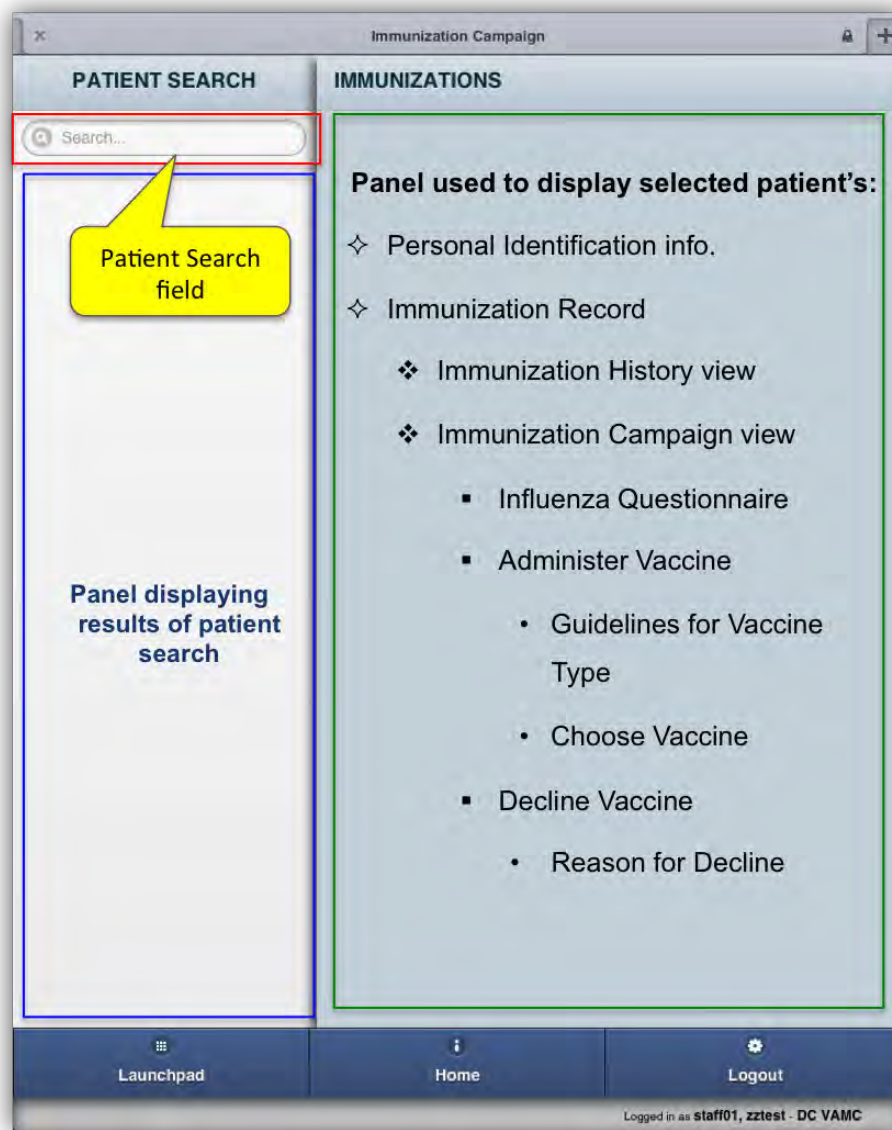 Immunization Campaign
PATIENT SEARCH
IMMUNIZATIONS
Search...
Patient Search
field
Panel displaying
results of patient
search
Panel used to display selected patient's:
Personal Identification info.
Immunization Record
Immunization History view
Immunization Campaign view
Influenza Questionnaire
Administer Vaccine
Guidelines for Vaccine
Type
Choose Vaccine
Decline Vaccine
Reason for Decline
Launchpad
Home
Logout
Logged in as staff01, zztest - DC VAMC